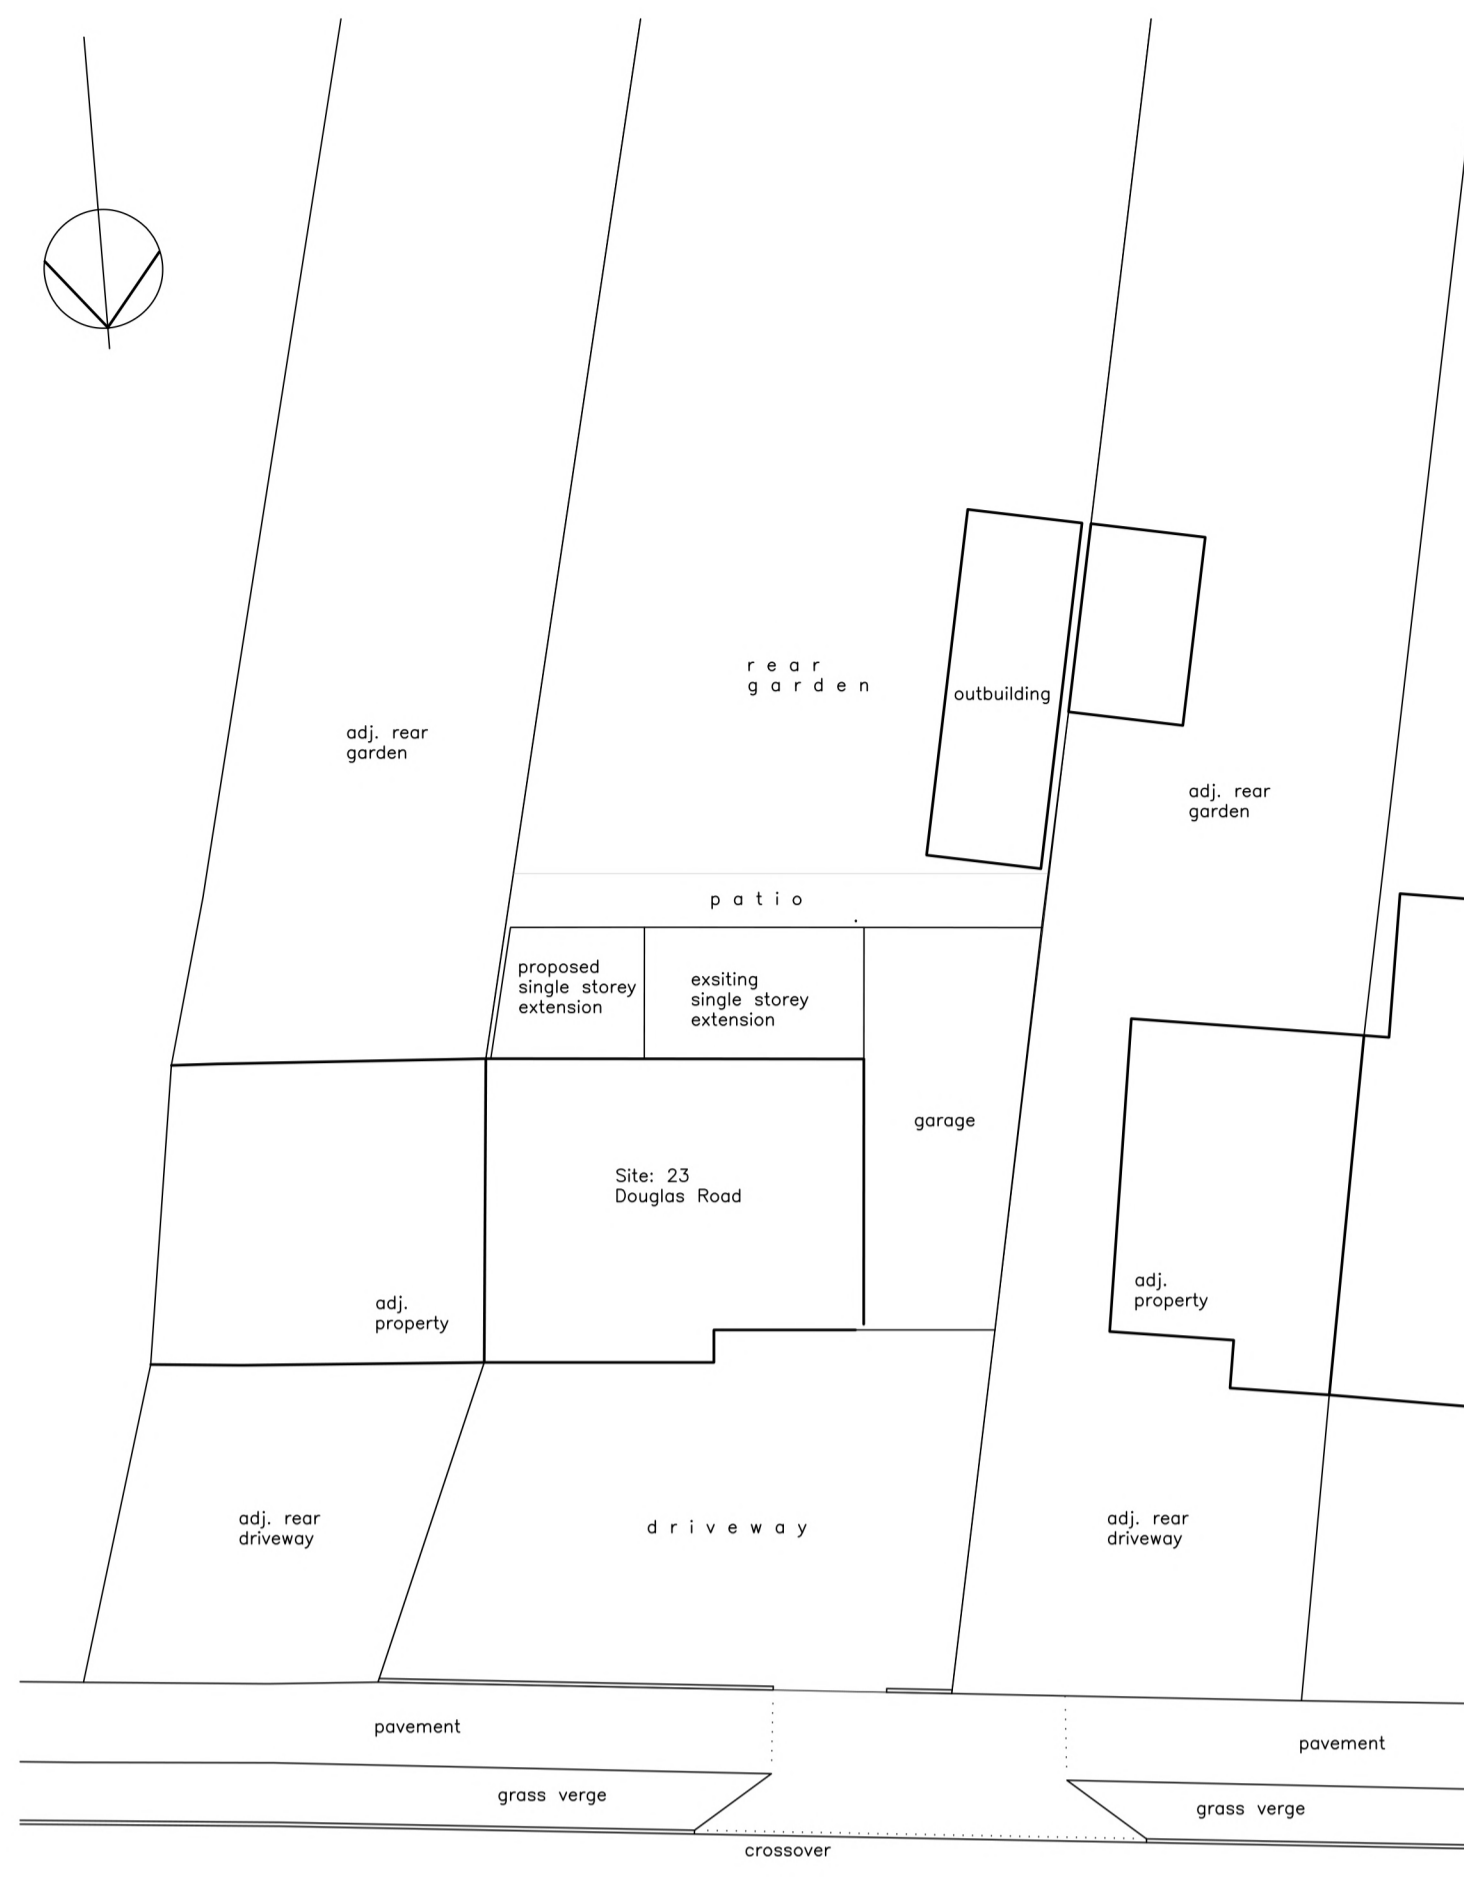 r e a r
g a r d e n
outbuilding
adj. rear
garden
adj. rear
garden
p a t i o
proposed
single storey
extension
exsiting
single storey
extension
garage
Site: 23
Douglas Road
adj.
property
adj.
property
adj. rear
driveway
d r i v e w a y
adj. rear
driveway
pavement
pavement
grass verge
grass verge
crossover